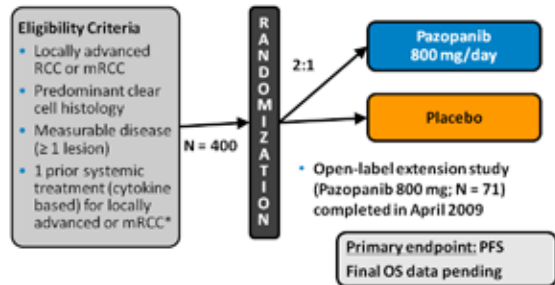 Eligibility Criteria
• Locally advanced
RCC or mRCC
• Predominant clear
cell histology
• Measurable disease
(≥ 1 lesion)
• 1 prior systemic
treatment (cytokine
based) for locally
advanced or mRCC*
N = 400
RANDOMIZATION
2:1
Pazopanib
800 mg/day
Placebo
• Open-label extension study
(Pazopanib 800 mg; N = 71)
completed in April 2009
Primary endpoint: PFS
Final OS data pending